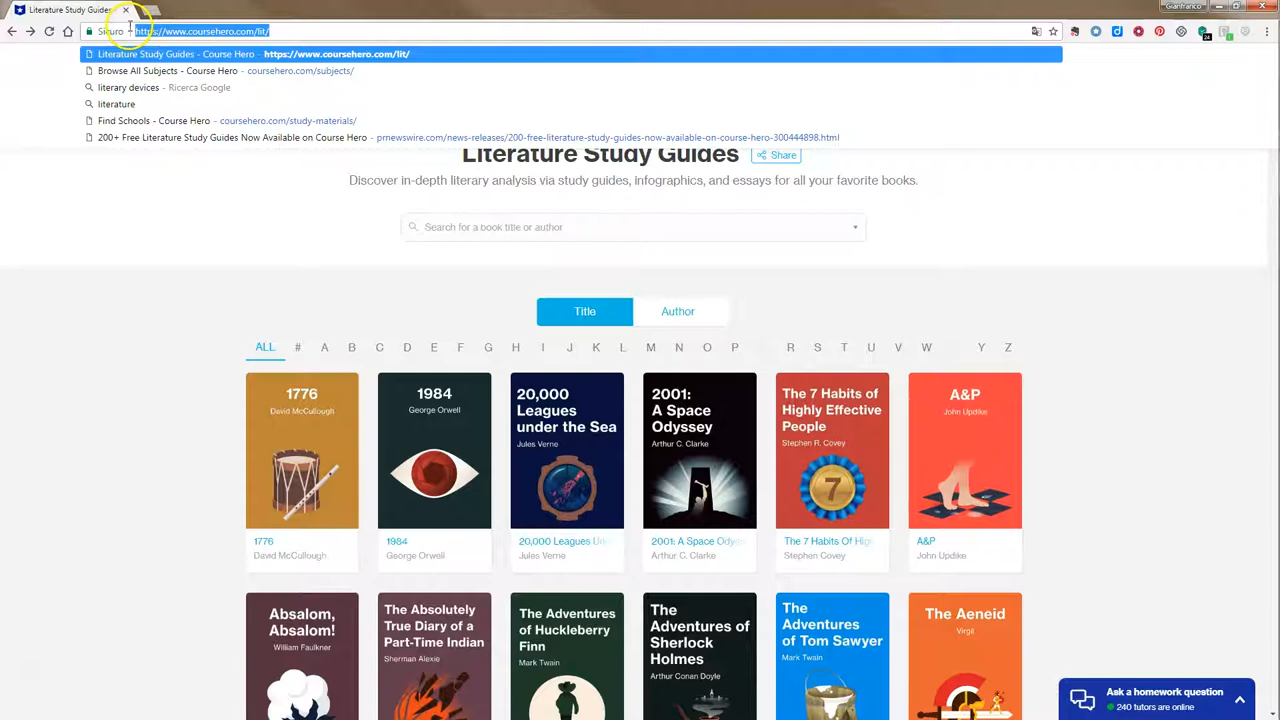 Literature Study Guides
Gianfranco
Sicuro
https://www.coursehero.com/lit/
24
Literature Study Guides - Course Hero - https://www.coursehero.com/lit/
Browse All Subjects - Course Hero - coursehero.com/subjects/
literary devices - Ricerca Google
literature
Find Schools - Course Hero - coursehero.com/study-materials/
200+ Free Literature Study Guides Now Available on Course Hero - prnewswire.com/news-releases/200-free-literature-study-guides-now-available-on-course-hero-300444898.html
Literature Study Guides
Share
Discover in-depth literary analysis via study guides, infographics, and essays for all your favorite books.
Search for a book title or author
Title Author
ALL # A B C D E F G H I J K L M N O P R S T U V W Y Z
1776
David McCullough
1984
George Orwell
20,000
Leagues
under the Sea
Jules Verne
2001:
A Space
Odyssey
Arthur C. Clarke
The 7 Habits of
Highly Effective
People
Stephen R. Covey
7
A&P
John Updike
1776
David McCullough
1984
George Orwell
20,000 Leagues Un
Jules Verne
2001: A Space Odys
Arthur C. Clarke
The 7 Habits Of Hig
Stephen Covey
A&P
John Updike
Absalom,
Absalom!
William Faulkner
The Absolutely
True Diary of a
Part-Time Indian
Sherman Alexie
The Adventures
of Huckleberry
Finn
Mark Twain
The
Adventures of
Sherlock
Holmes
Arthur Conan Doyle
The
Adventures
of Tom Sawyer
Mark Twain
The Aeneid
Virgil
Ask a homework question
240 tutors are online